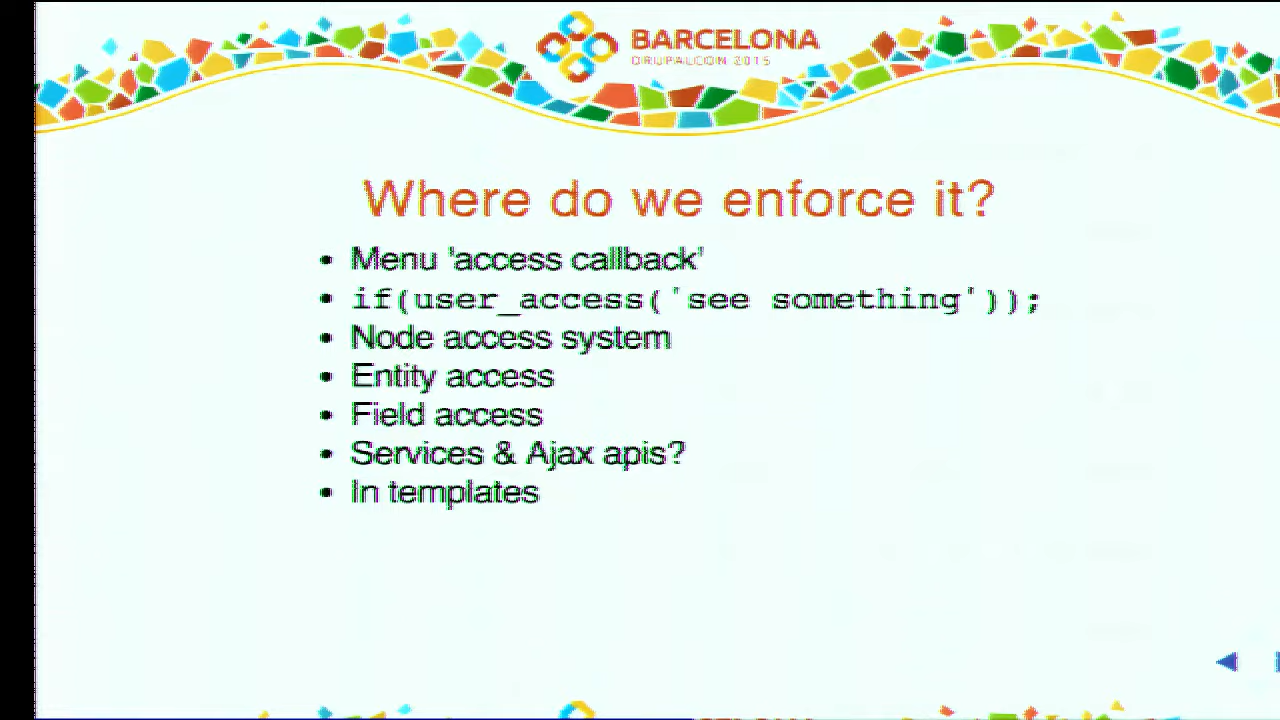 BARCELONA
DRUPALCON 2015
Where do we enforce it?
• Menu 'access callback'
• if(user_access('see something'));
• Node access system
• Entity access
• Field access
• Services & Ajax apis?
• In templates